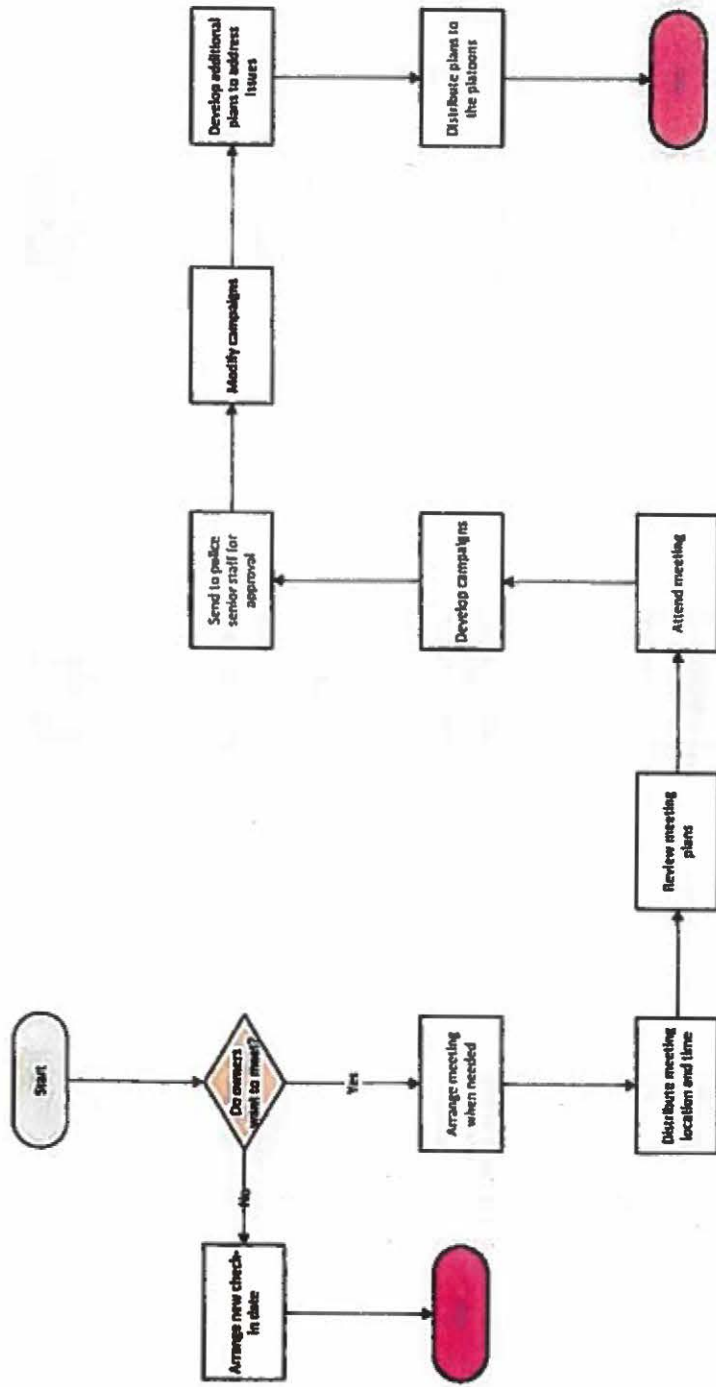 Start
Do owners
want to meet?
No
Arrange new check-
in date
Yes
Arrange meeting
when needed
Distribute meeting
location and time
Review meeting
plans
Attend meeting
Develop campaigns
Send to police
senior staff for
approval
Modify campaigns
Develop additional
plans to address
issues
Distribute plans to
the platoons